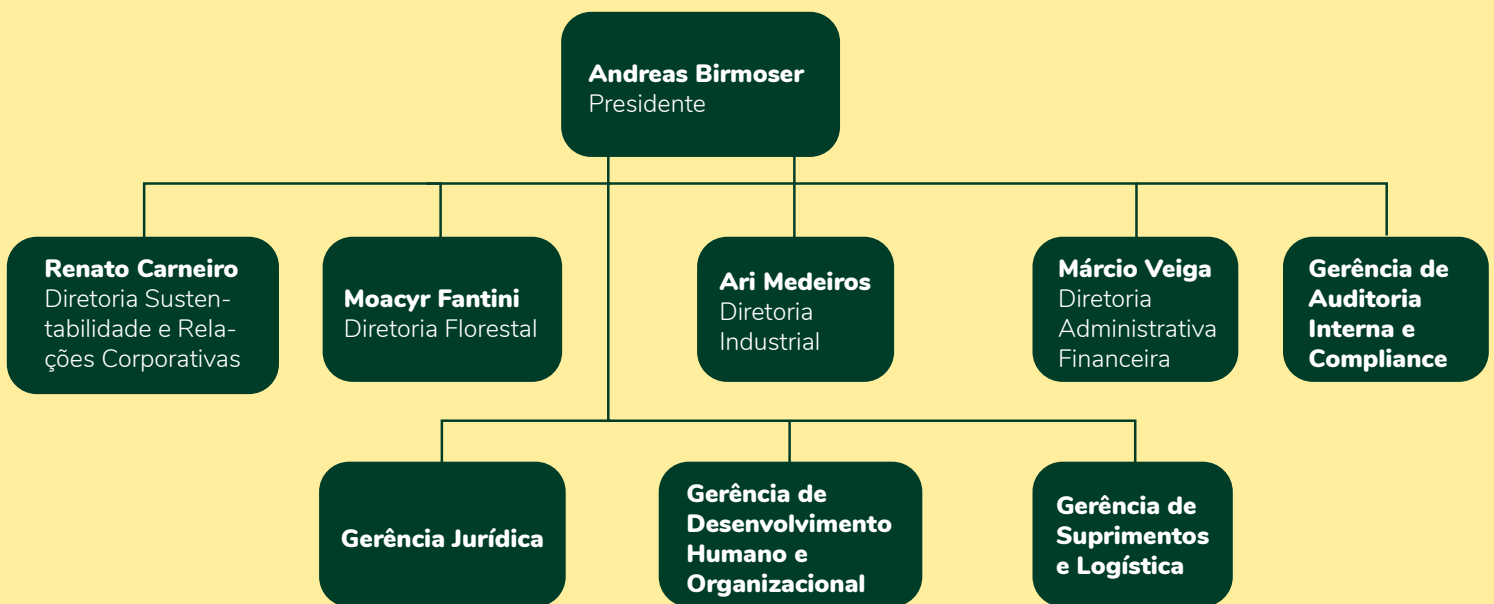 Andreas Birmoser
Presidente
Renato Carneiro
Diretoria Susten-
tabilidade e Rela-
ções Corporativas
Moacyr Fantini
Diretoria Florestal
Ari Medeiros
Diretoria
Industrial
Márcio Veiga
Diretoria
Administrativa
Financeira
Gerência de
Auditoria
Interna e
Compliance
Gerência Jurídica
Gerência de
Desenvolvimento
Humano e
Organizacional
Gerência de
Suprimentos
e Logística